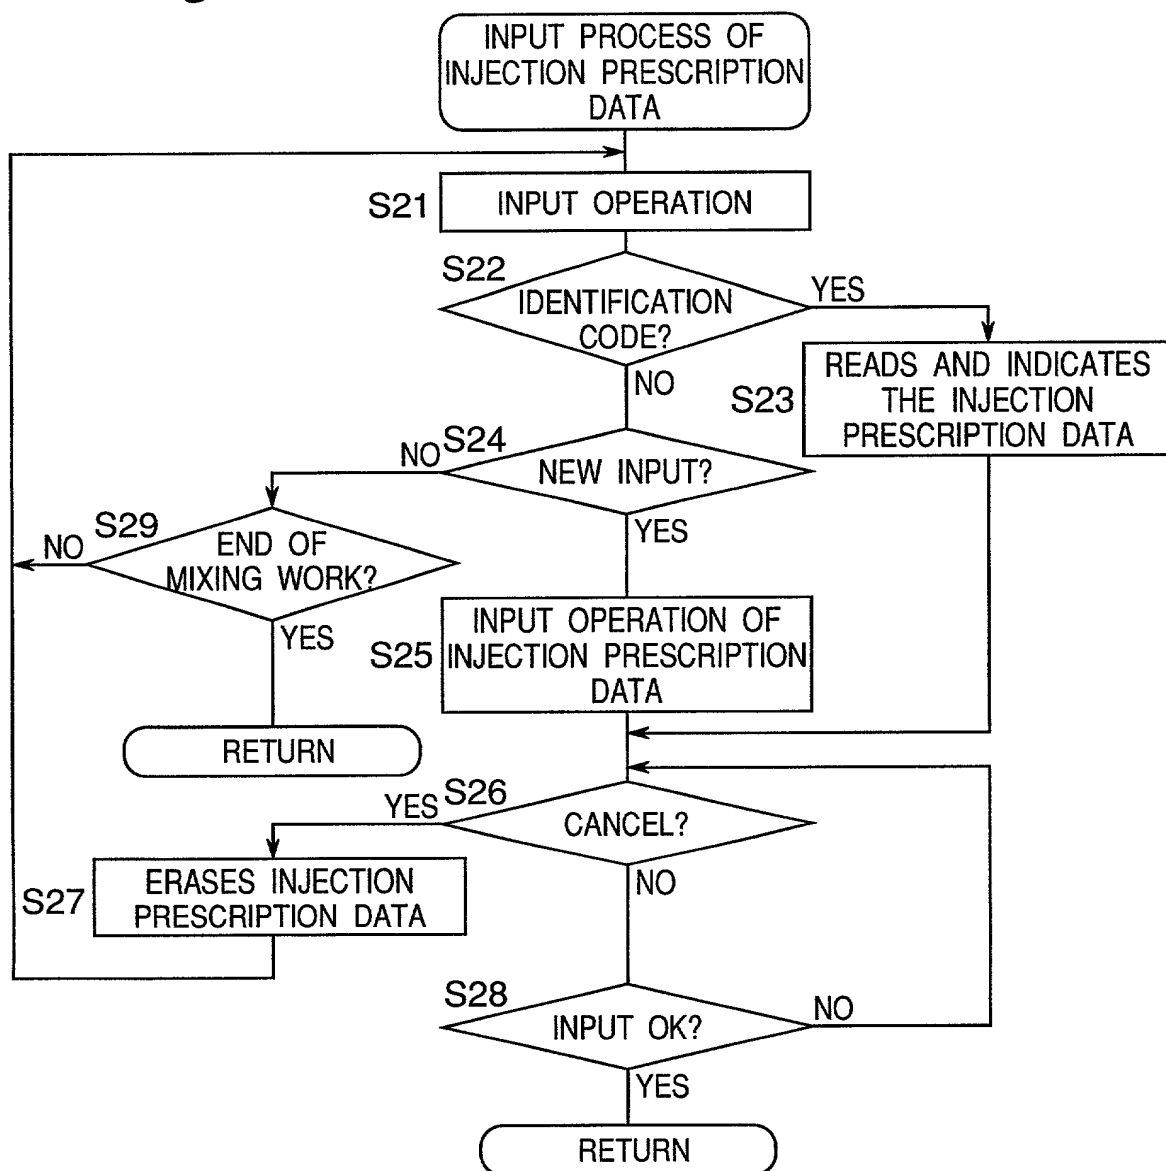 INPUT PROCESS OF
INJECTION PRESCRIPTION
DATA
S21
INPUT OPERATION
S22
IDENTIFICATION
CODE?
YES
NO
S23
READS AND INDICATES
THE INJECTION
PRESCRIPTION DATA
S24
NO
NEW INPUT?
YES
S29
NO
END OF
MIXING WORK?
YES
S25
INPUT OPERATION OF
INJECTION PRESCRIPTION
DATA
RETURN
S26
YES
CANCEL?
NO
S27
ERASES INJECTION
PRESCRIPTION DATA
S28
INPUT OK?
NO
YES
RETURN